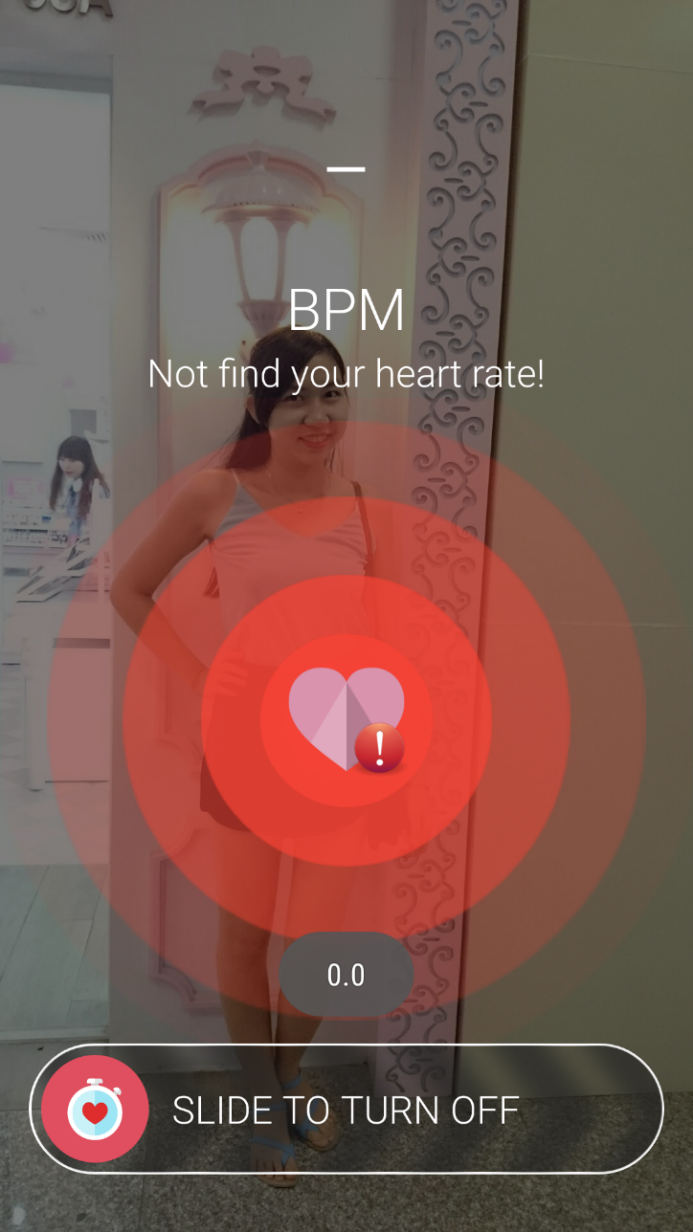 —
BPM
Not find your heart rate!
!
0.0
SLIDE TO TURN OFF